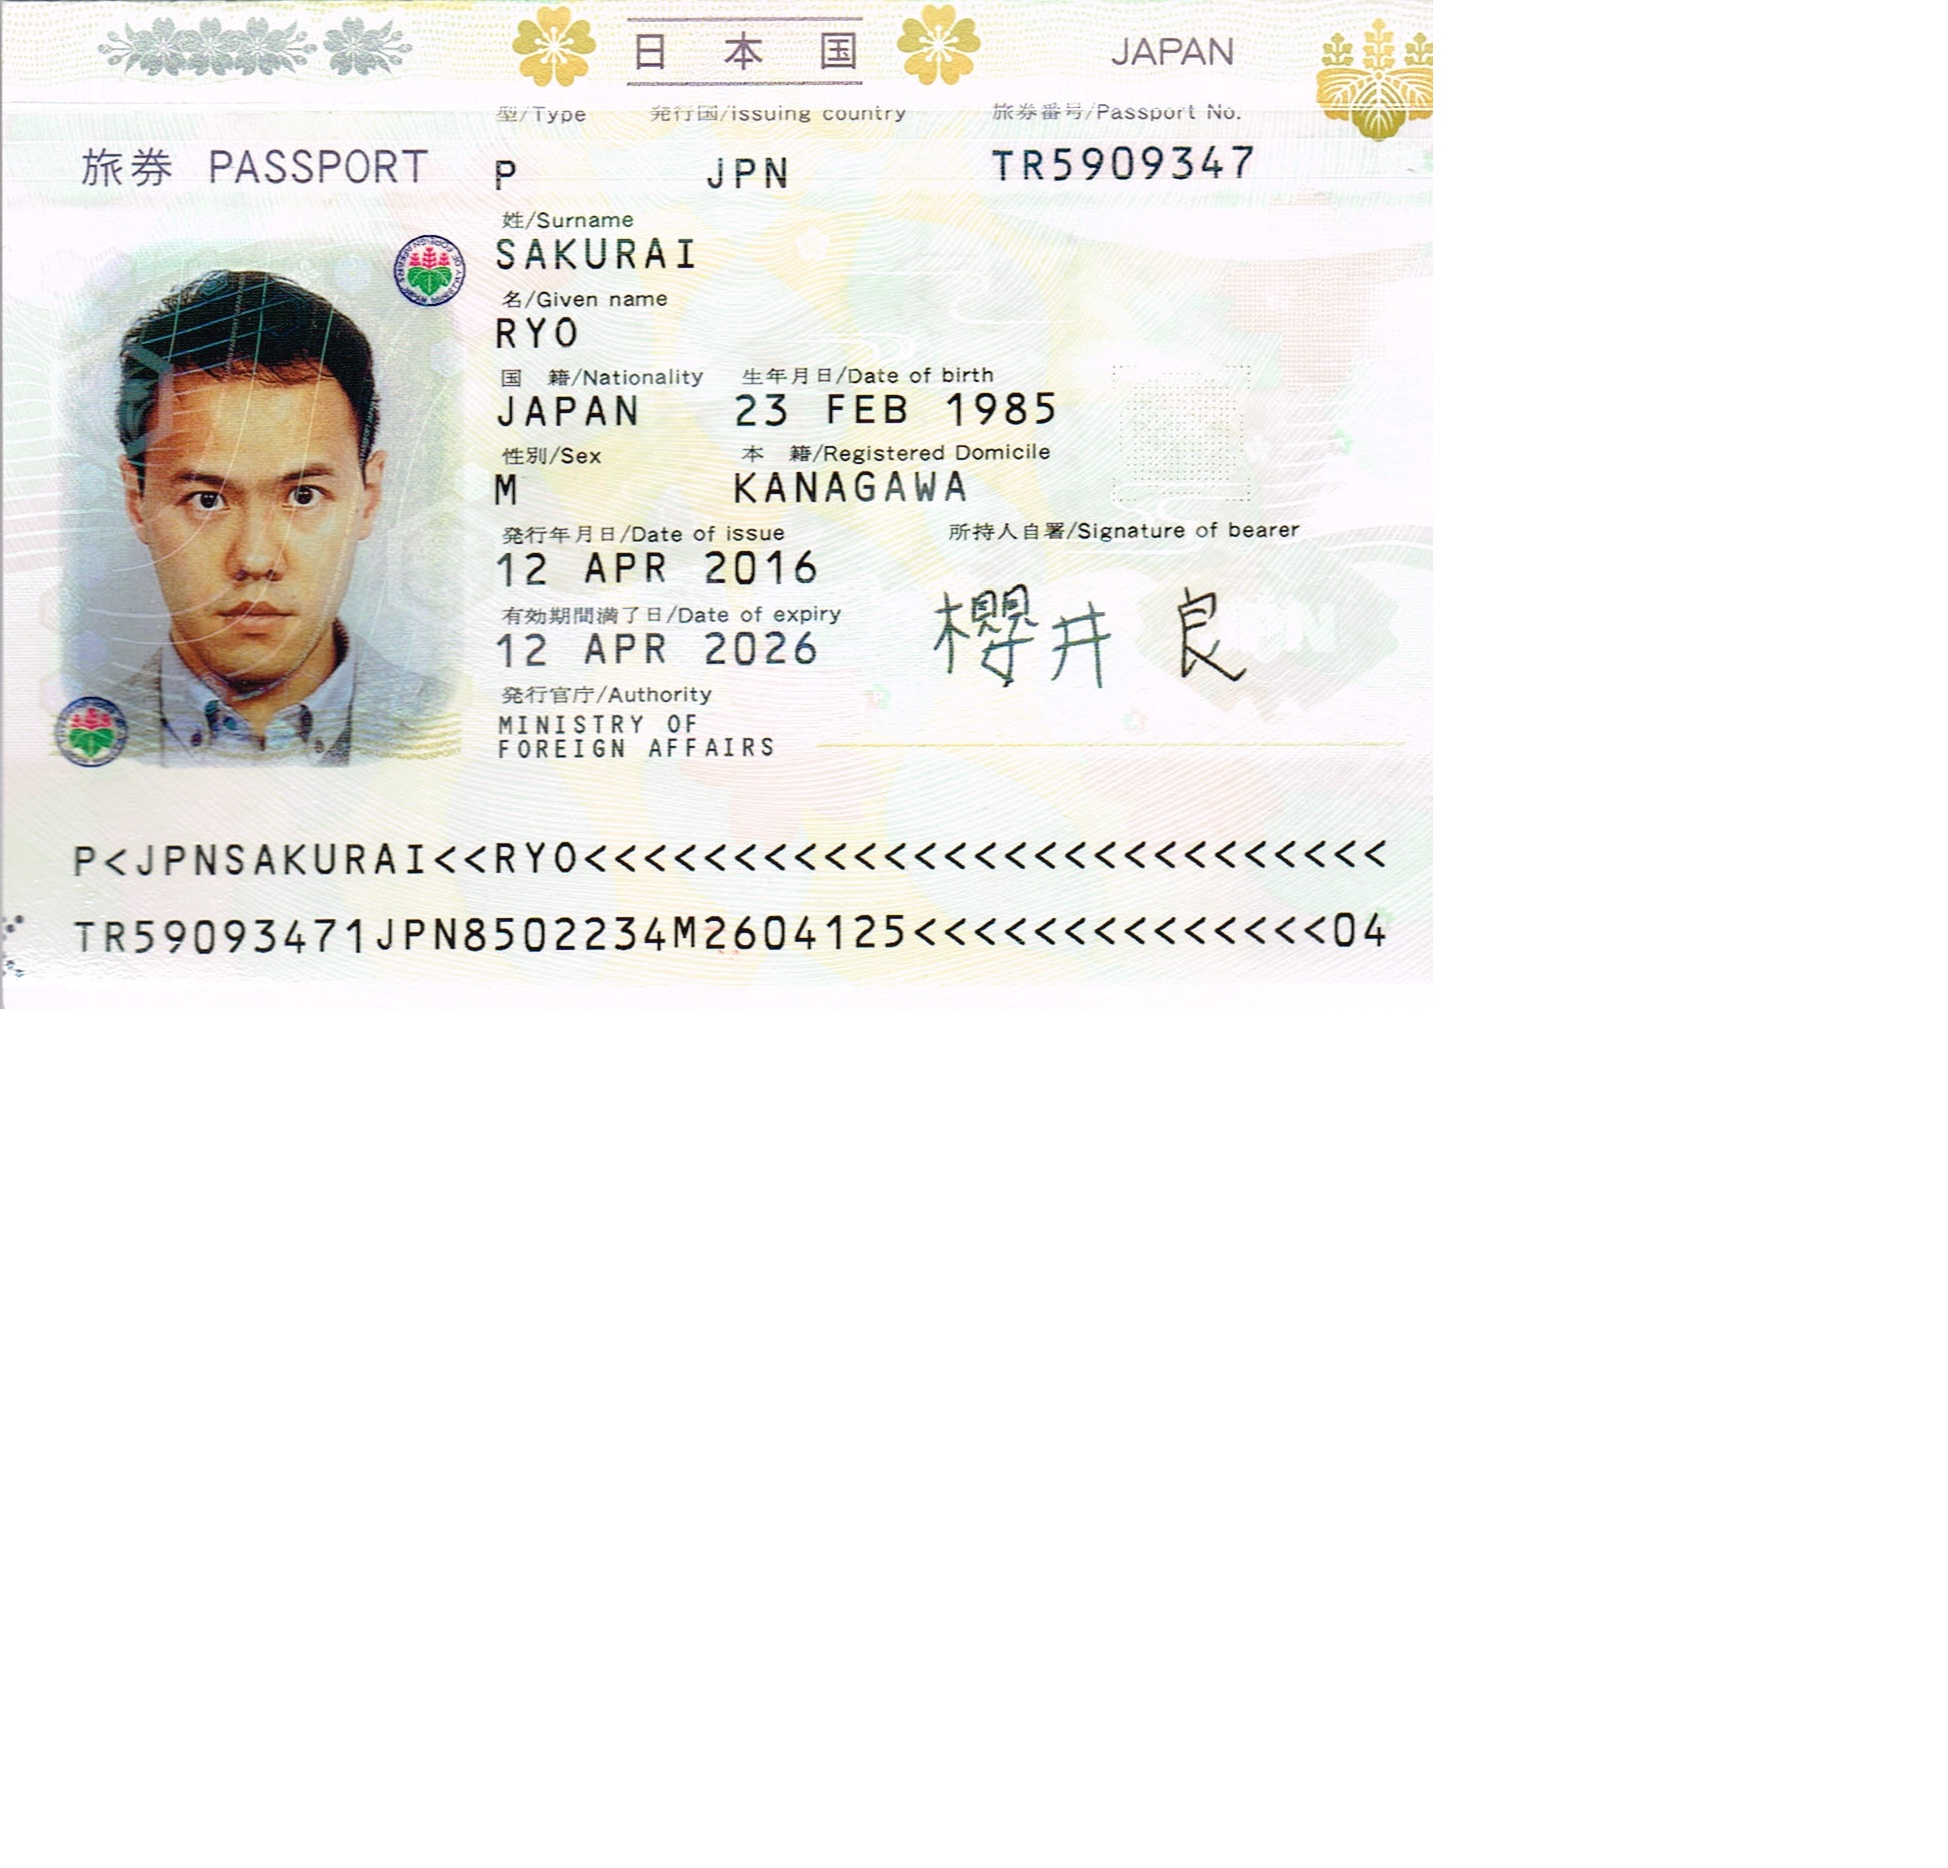 日本国 JAPAN
型/Type 発行国/Issuing country 旅券番号/Passport No.
旅券 PASSPORT P JPN TR5909347
姓/Surname
SAKURAI
名/Given name
RYO
国 籍/Nationality 生年月日/Date of birth
JAPAN 23 FEB 1985
性別/Sex 本 籍/Registered Domicile
M KANAGAWA
発行年月日/Date of issue 所持人自署/Signature of bearer
12 APR 2016
有効期間満了日/Date of expiry
12 APR 2026 櫻井 良
発行官庁/Authority
MINISTRY OF
FOREIGN AFFAIRS
P<JPNSAKURAI<<RYO<<<<<<<<<<<<<<<<<<<<<<<<<<<
TR59093471JPN8502234M2604125<<<<<<<<<<<<<<04